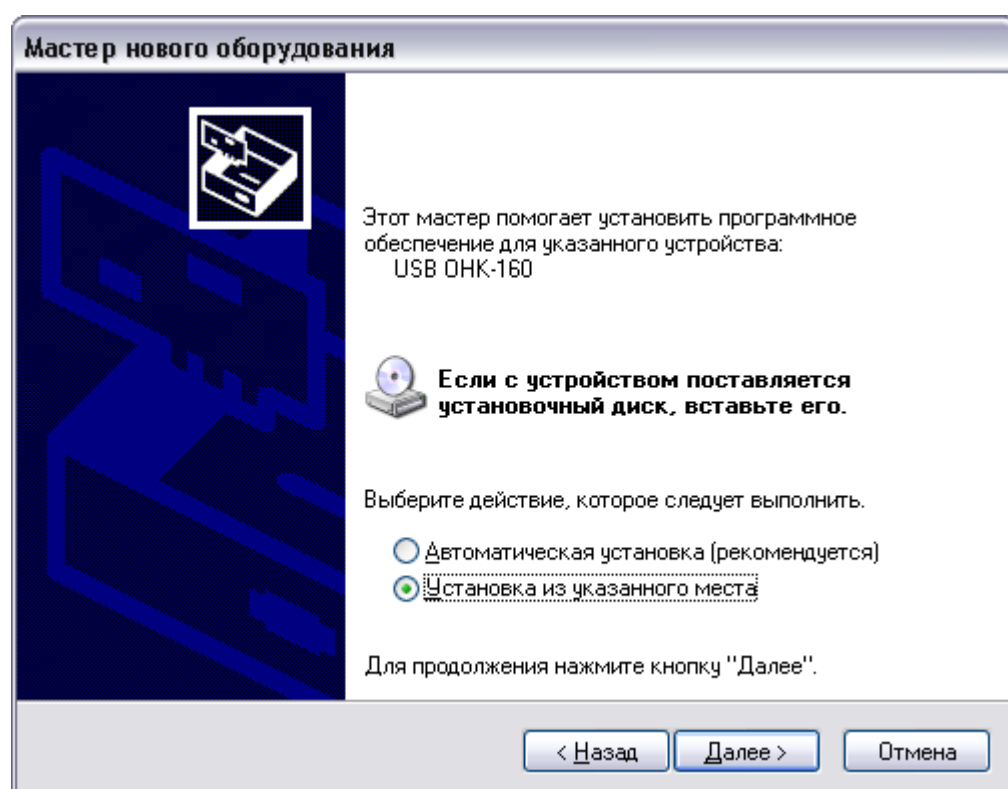 Мастер нового оборудования
Этот мастер помогает установить программное
обеспечение для указанного устройства:
USB ОНК-160
Если с устройством поставляется
установочный диск, вставьте его.
Выберите действие, которое следует выполнить.
Автоматическая установка (рекомендуется)
Установка из указанного места
Для продолжения нажмите кнопку "Далее".
< Назад
Далее >
Отмена